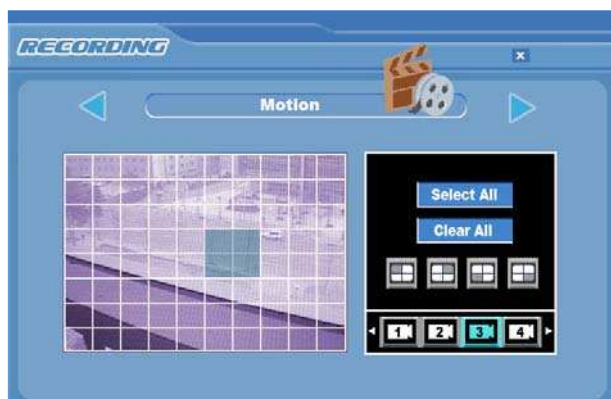 RECORDING
x
Motion
Select All
Clear All
1 2 3 4